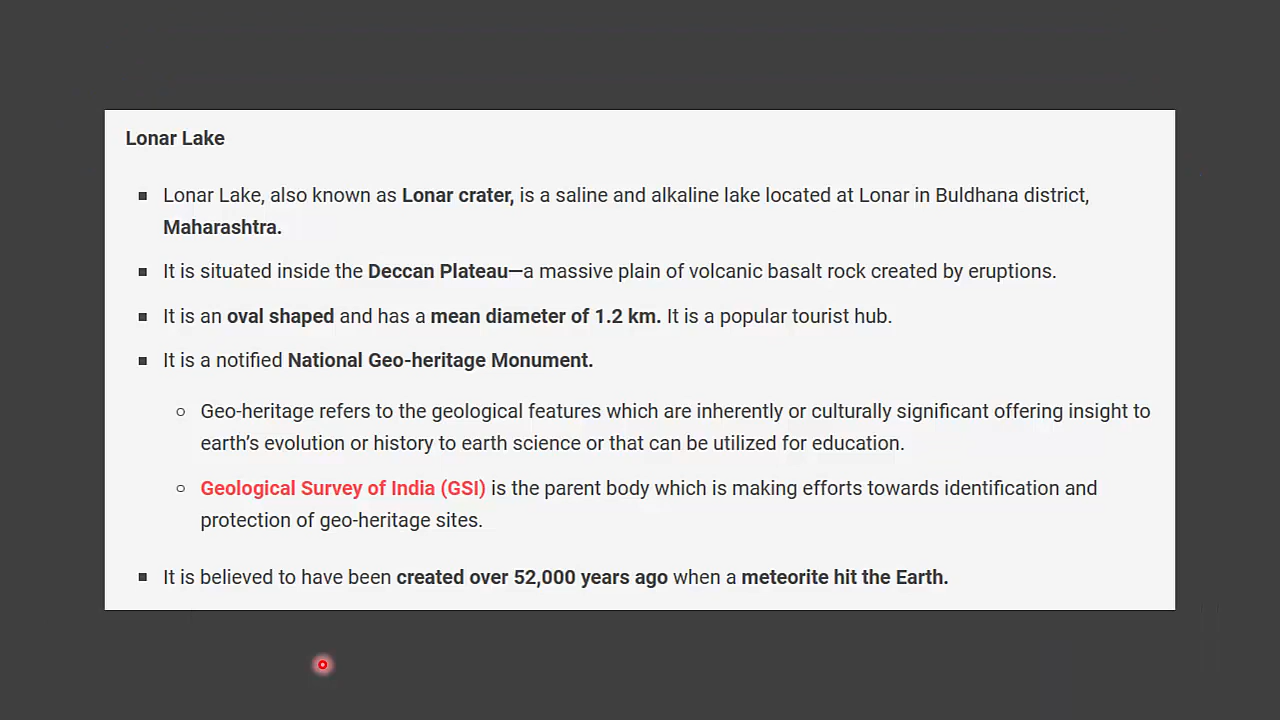 Lonar Lake
Lonar Lake, also known as Lonar crater, is a saline and alkaline lake located at Lonar in Buldhana district,
Maharashtra.
It is situated inside the Deccan Plateau—a massive plain of volcanic basalt rock created by eruptions.
It is an oval shaped and has a mean diameter of 1.2 km. It is a popular tourist hub.
It is a notified National Geo-heritage Monument.
Geo-heritage refers to the geological features which are inherently or culturally significant offering insight to
earth’s evolution or history to earth science or that can be utilized for education.
Geological Survey of India (GSI) is the parent body which is making efforts towards identification and
protection of geo-heritage sites.
It is believed to have been created over 52,000 years ago when a meteorite hit the Earth.